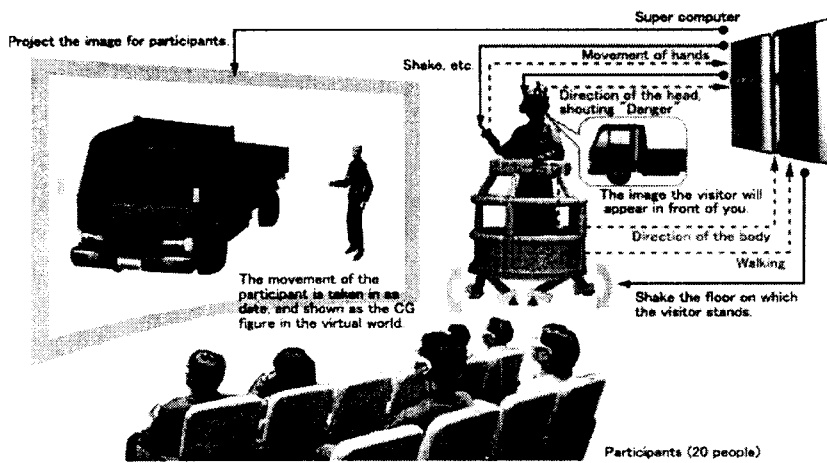 Super computer
Project the image for participants.
Shake, etc.
Movement of hands
Direction of the head,
shouting "Danger"
The image the visitor will
appear in front of you.
Direction of the body
Walking
The movement of the
participant is taken in as
date, and shown as the CG
figure in the virtual world.
Shake the floor on which
the visitor stands.
Participants (20 people)